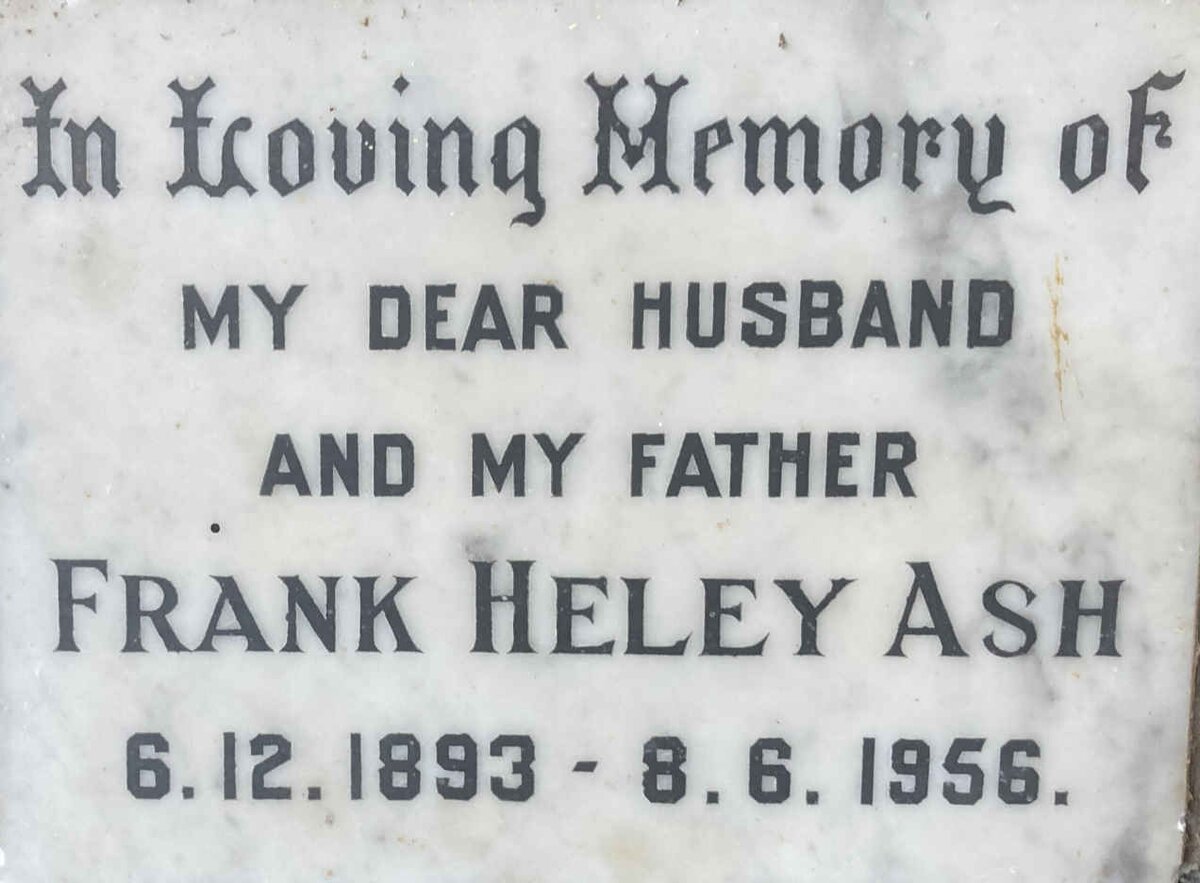 In Loving Memory of
MY DEAR HUSBAND
AND MY FATHER
FRANK HELEY ASH
6.12.1893 - 8.6.1956.